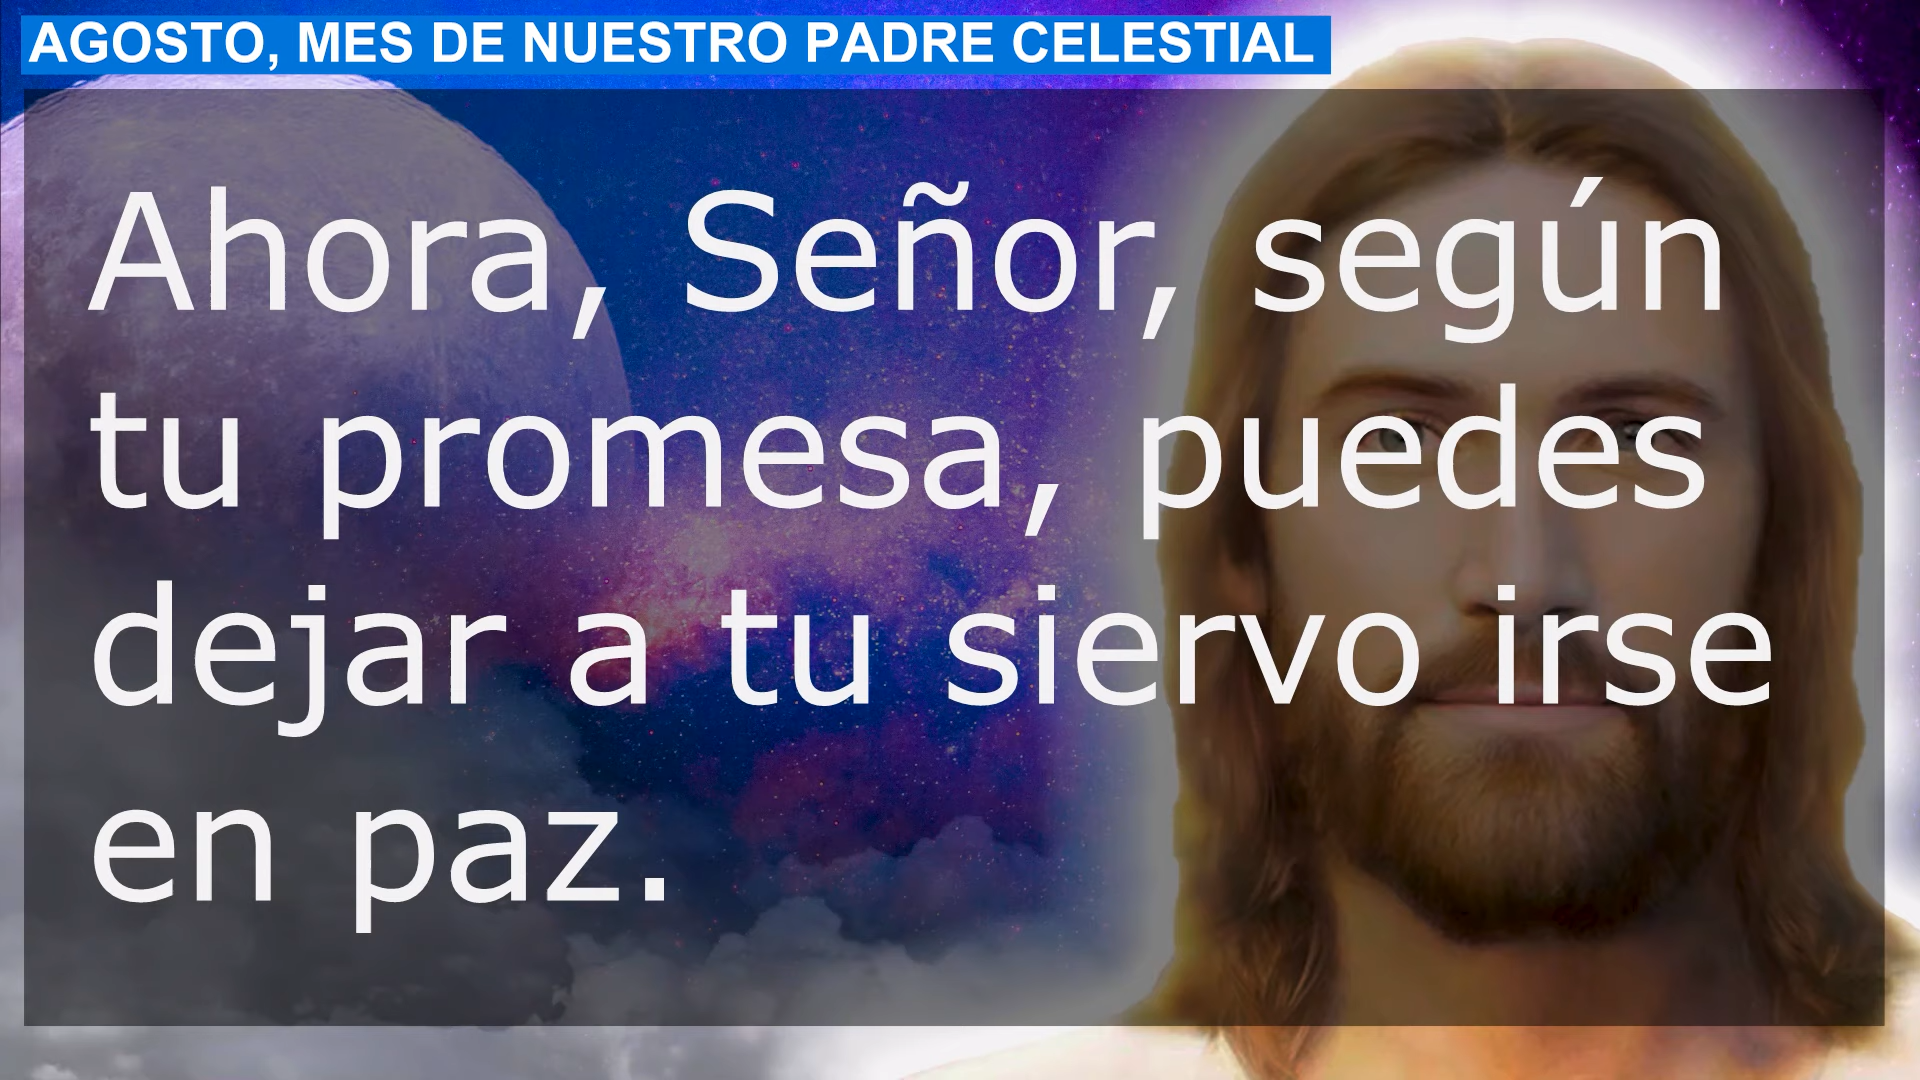 AGOSTO, MES DE NUESTRO PADRE CELESTIAL
Ahora, Señor, según
tu promesa, puedes
dejar a tu siervo irse
en paz.